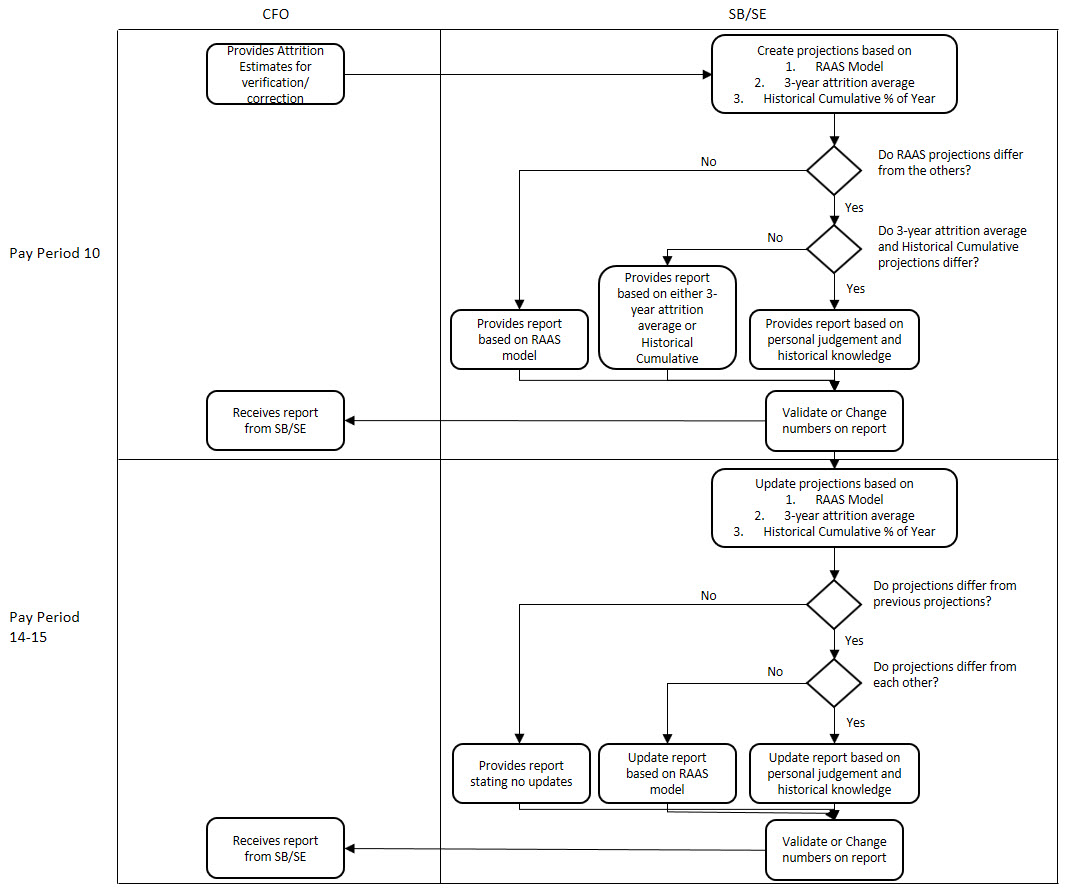 CFO
SB/SE
Provides Attrition
Estimates for
verification/
correction
Create projections based on
1. RAAS Model
2. 3-year attrition average
3. Historical Cumulative % of Year
Do RAAS projections differ
from the others?
No
Yes
Pay Period 10
Do 3-year attrition average
and Historical Cumulative
projections differ?
No
Yes
Provides report
based on RAAS
model
Provides report
based on either 3-
year attrition
average or
Historical
Cumulative
Provides report based on
personal judgement and
historical knowledge
Receives report
from SB/SE
Validate or Change
numbers on report
Update projections based on
1. RAAS Model
2. 3-year attrition average
3. Historical Cumulative % of Year
Pay Period
14-15
Do projections differ from
previous projections?
No
Yes
Do projections differ from
each other?
No
Yes
Provides report
stating no updates
Update report
based on RAAS
model
Update report based on
personal judgement and
historical knowledge
Receives report
from SB/SE
Validate or Change
numbers on report